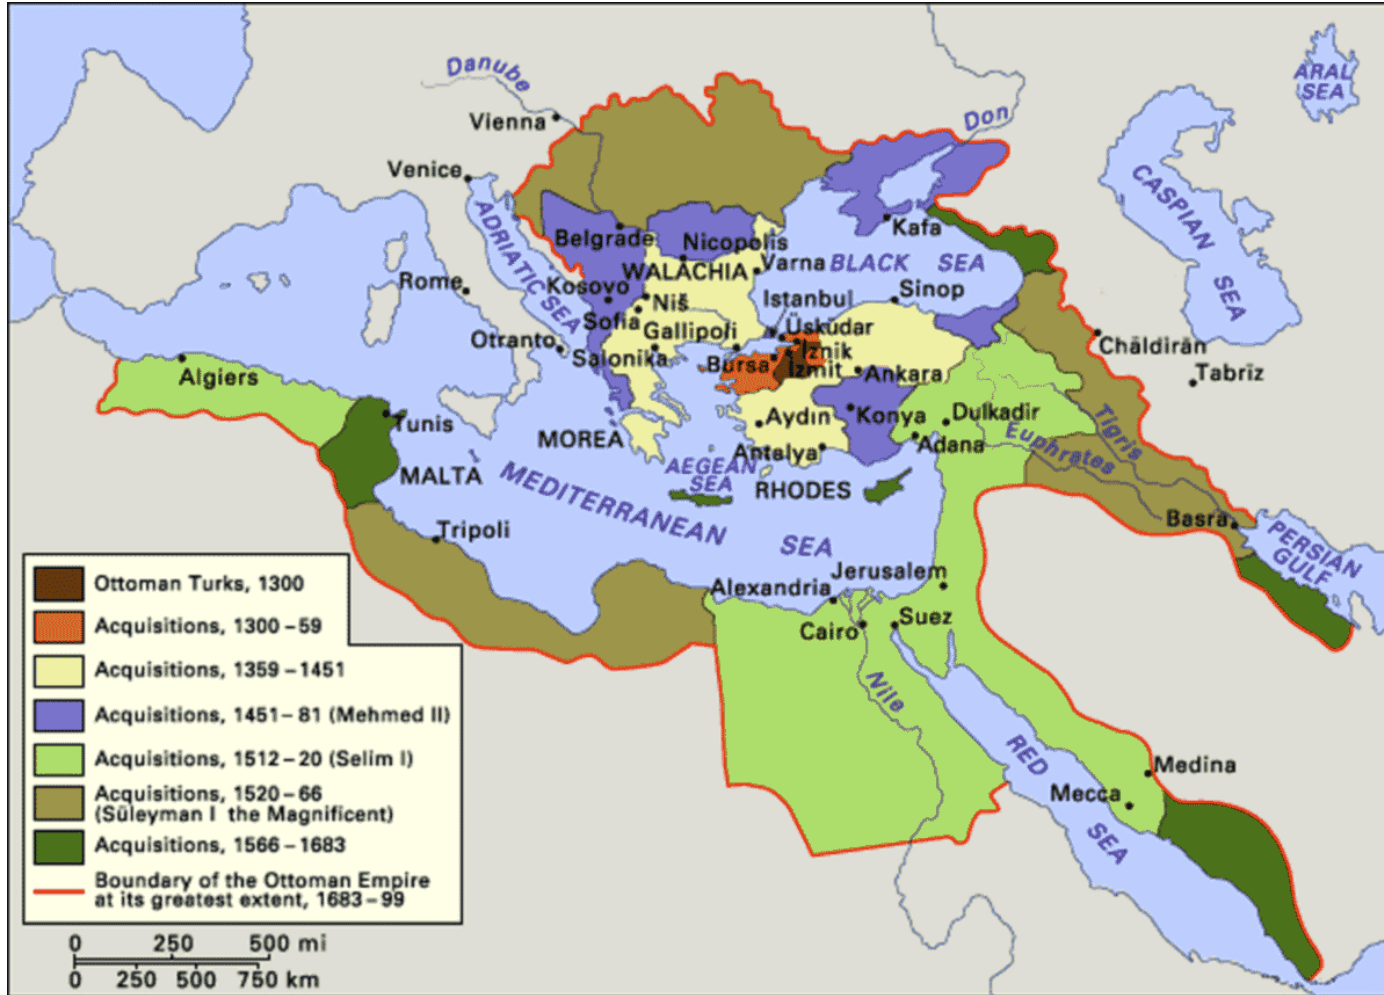 Danube
Vienna
Don
ARAL
SEA
Venice
ADRIATIC SEA
CASPIAN
SEA
Belgrade
Nicopolis
Kafa
WALACHIA
Varna
BLACK SEA
Rome
Kosovo
Niš
Istanbul
Sinop
Sofia
Gallipoli
Üsküdar
Otranto
Salonika
Bursa
İznik
İzmit
Ankara
Chāldirān
Tabrīz
Algiers
Tunis
MOREA
Aydın
Konya
Dulkadir
Antalya
Adana
Tigris
Euphrates
MALTA
AEGEAN
SEA
RHODES
MEDITERRANEAN SEA
Basra
PERSIAN
GULF
Tripoli
Jerusalem
Alexandria
Cairo
Suez
Nile
RED
SEA
Medina
Mecca
Ottoman Turks, 1300
Acquisitions, 1300–59
Acquisitions, 1359–1451
Acquisitions, 1451–81 (Mehmed II)
Acquisitions, 1512–20 (Selim I)
Acquisitions, 1520–66
(Süleyman I the Magnificent)
Acquisitions, 1566–1683
Boundary of the Ottoman Empire
at its greatest extent, 1683–99
0 250 500 mi
0 250 500 750 km